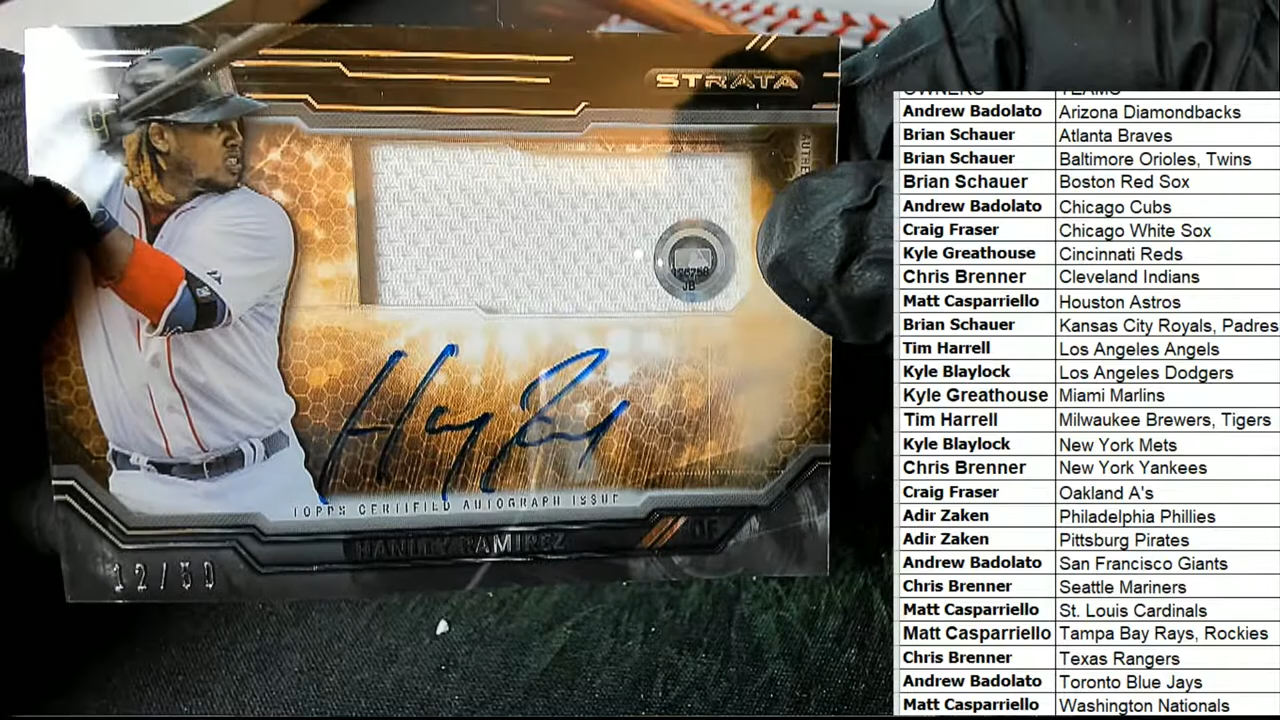 STRATA
JB
TOPPS CERTIFIED AUTOGRAPH ISSUE
HANLEY RAMIREZ
OF
12/50
OWNERS TEAMS
Andrew Badolato Arizona Diamondbacks
Brian Schauer Atlanta Braves
Brian Schauer Baltimore Orioles, Twins
Brian Schauer Boston Red Sox
Andrew Badolato Chicago Cubs
Craig Fraser Chicago White Sox
Kyle Greathouse Cincinnati Reds
Chris Brenner Cleveland Indians
Matt Casparriello Houston Astros
Brian Schauer Kansas City Royals, Padres
Tim Harrell Los Angeles Angels
Kyle Blaylock Los Angeles Dodgers
Kyle Greathouse Miami Marlins
Tim Harrell Milwaukee Brewers, Tigers
Kyle Blaylock New York Mets
Chris Brenner New York Yankees
Craig Fraser Oakland A's
Adir Zaken Philadelphia Phillies
Adir Zaken Pittsburg Pirates
Andrew Badolato San Francisco Giants
Chris Brenner Seattle Mariners
Matt Casparriello St. Louis Cardinals
Matt Casparriello Tampa Bay Rays, Rockies
Chris Brenner Texas Rangers
Andrew Badolato Toronto Blue Jays
Matt Casparriello Washington Nationals